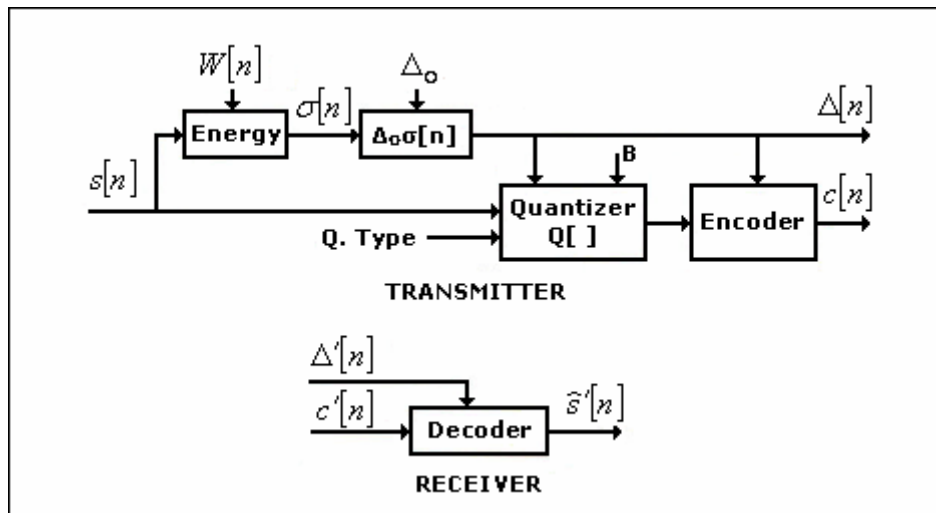 W[n]
Δₒ
σ[n]
Δ[n]
Energy
Δₒσ[n]
B
s[n]
c[n]
Quantizer
Q[ ]
Encoder
Q. Type
TRANSMITTER
Δ′[n]
c′[n]
ŝ′[n]
Decoder
RECEIVER